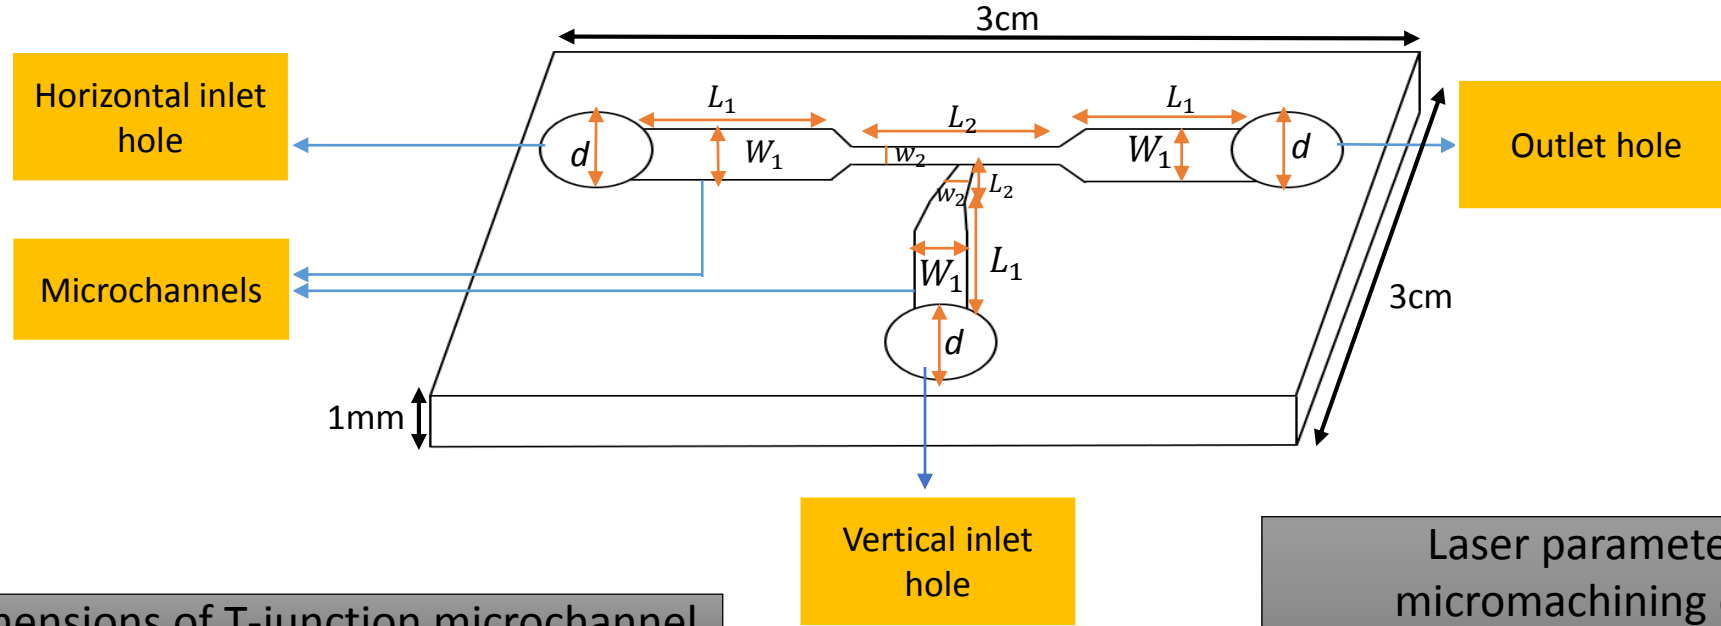 3cm
Horizontal inlet
hole
L₁
L₂
L₁
d
W₁
w₂
W₁
d
Outlet hole
w₂
L₂
Microchannels
W₁
L₁
3cm
d
1mm
Vertical inlet
hole
Laser paramete
micromachining
mensions of T-junction microchannel